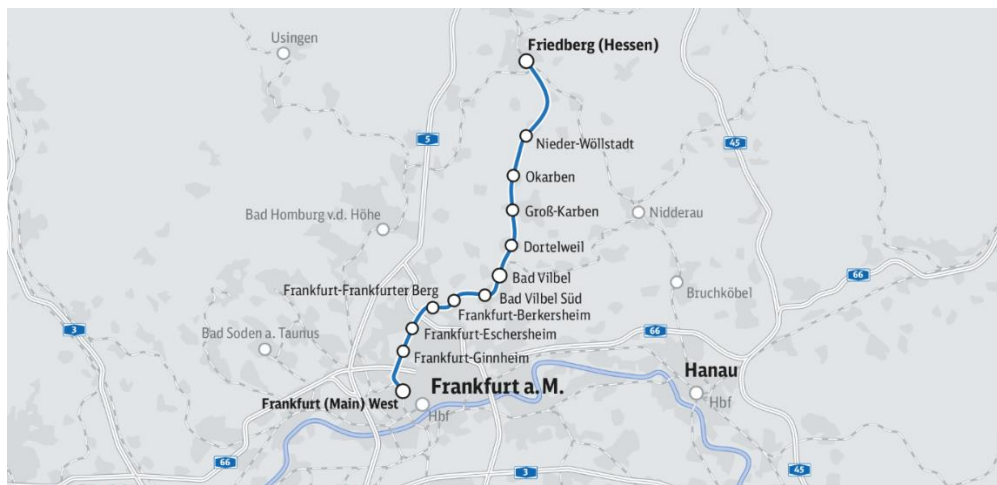 Usingen
Friedberg (Hessen)
5
45
Nieder-Wöllstadt
Okarben
Bad Homburg v.d. Höhe
Groß-Karben
Nidderau
Dortelweil
Bad Vilbel
66
Frankfurt-Frankfurter Berg
Bad Vilbel Süd
Bruchköbel
Frankfurt-Berkersheim
3
Bad Soden a. Taunus
Frankfurt-Eschersheim
66
Frankfurt-Ginnheim
Hanau
Frankfurt a.M.
Frankfurt (Main) West
Hbf
Hbf
66
3
45